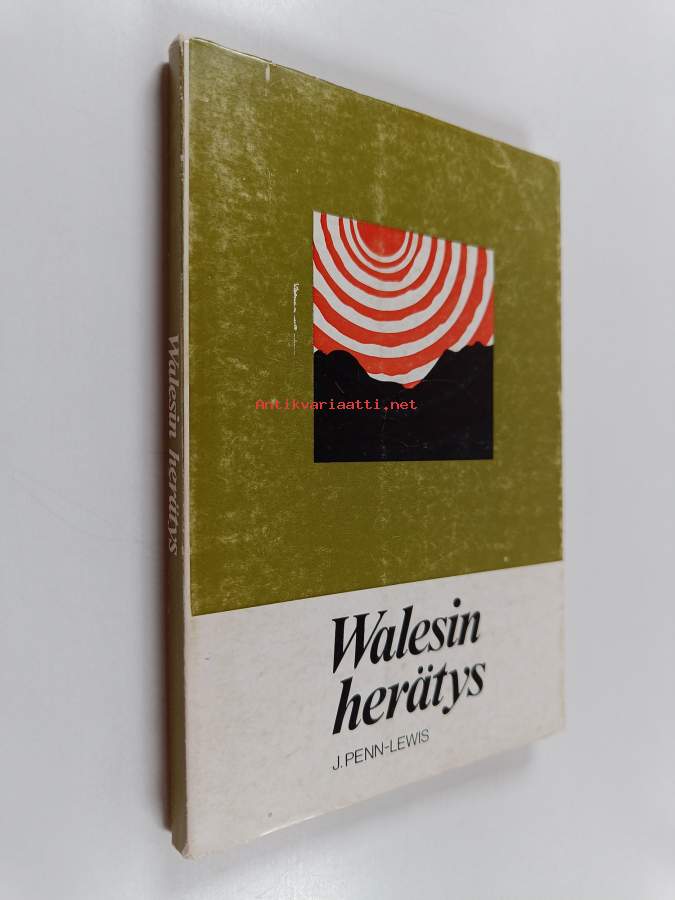 Walesin herätys
Antikvariaatti.net
Walesin
herätys
J. PENN-LEWIS